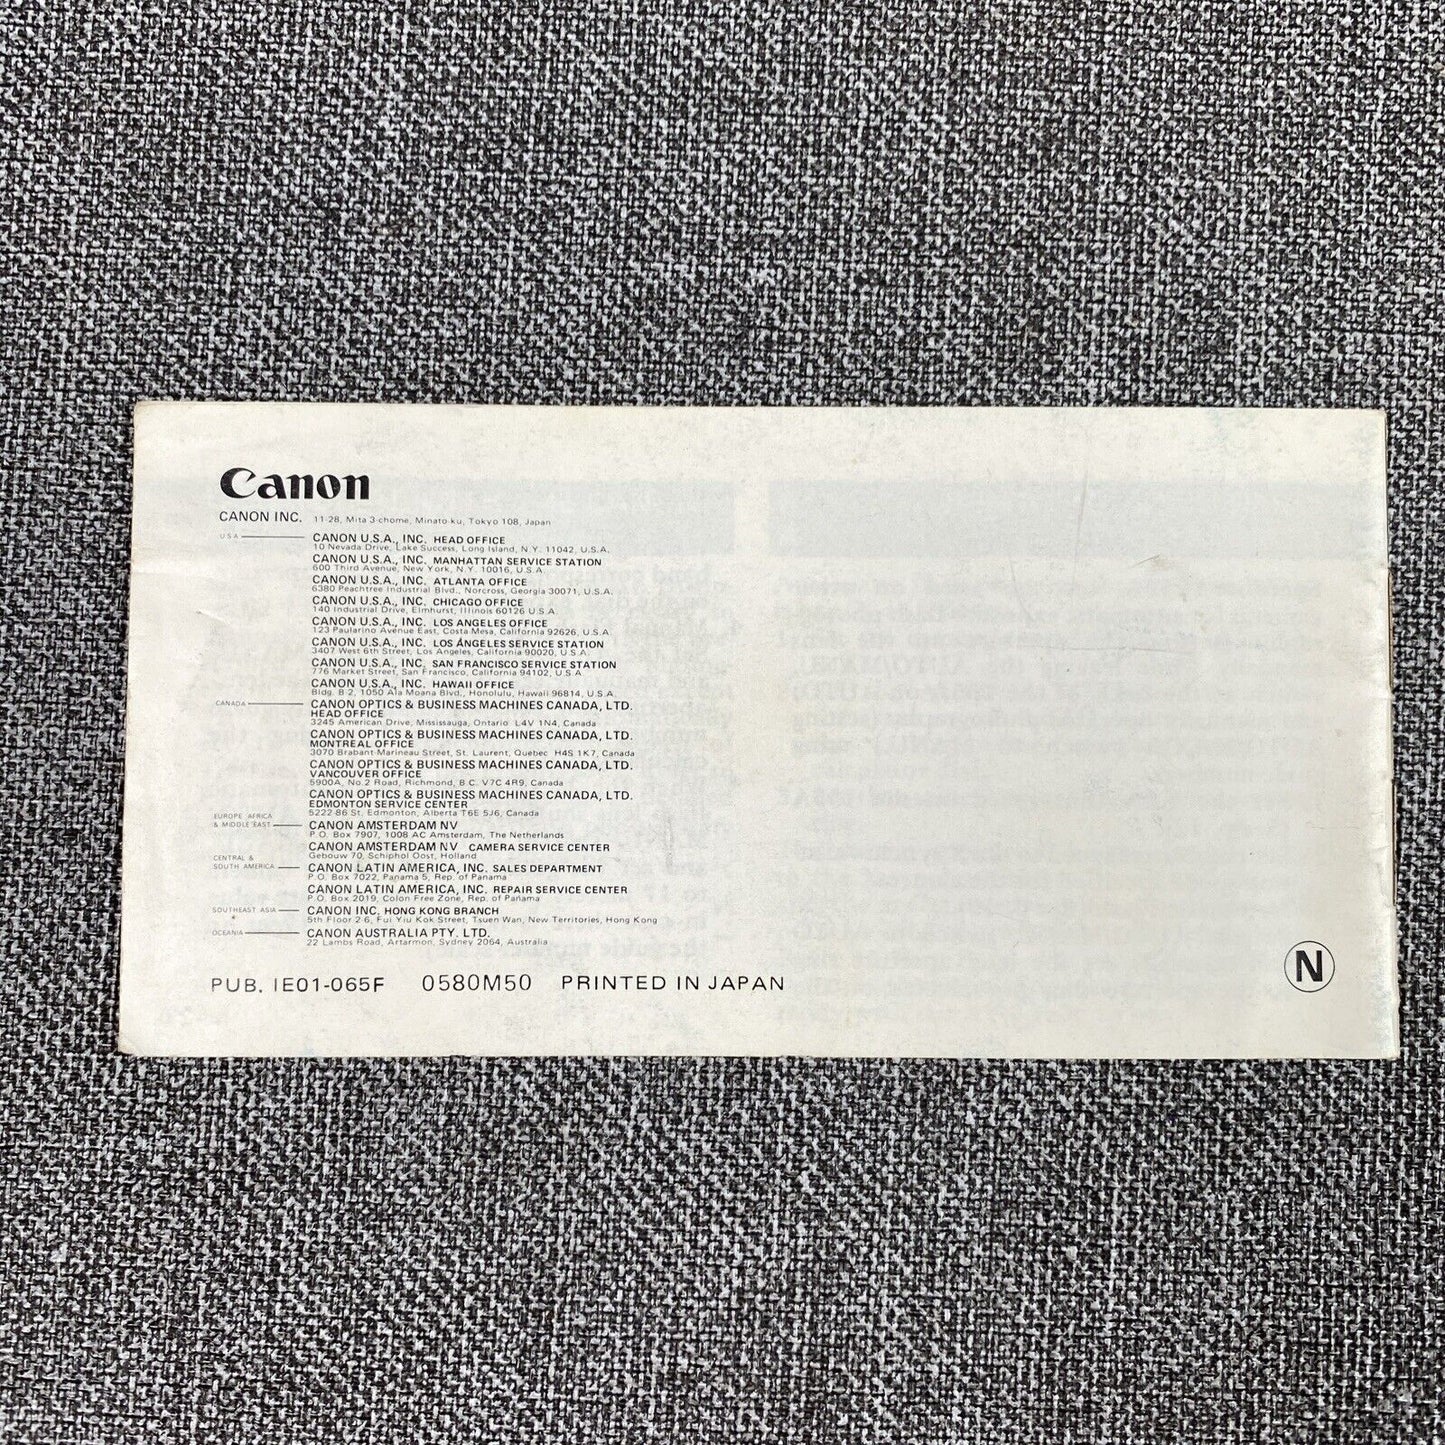 Canon
CANON INC. 11-28, Mita 3-chome, Minato-ku, Tokyo 108, Japan
USA
CANON U.S.A., INC. HEAD OFFICE
10 Nevada Drive, Lake Success, Long Island, N.Y. 11042, U.S.A.
CANON U.S.A., INC. MANHATTAN SERVICE STATION
600 Third Avenue, New York, N.Y. 10016, U.S.A.
CANON U.S.A., INC. ATLANTA OFFICE
6380 Peachtree Industrial Blvd., Norcross, Georgia 30071, U.S.A.
CANON U.S.A., INC. CHICAGO OFFICE
140 Industrial Drive, Elmhurst, Illinois 60126 U.S.A.
CANON U.S.A., INC. LOS ANGELES OFFICE
123 Paularino Avenue East, Costa Mesa, California 92626, U.S.A.
CANON U.S.A., INC. LOS ANGELES SERVICE STATION
3407 West 6th Street, Los Angeles, California 90020, U.S.A.
CANON U.S.A., INC. SAN FRANCISCO SERVICE STATION
776 Market Street, San Francisco, California 94102, U.S.A.
CANON U.S.A., INC. HAWAII OFFICE
Bldg. B-2, 1050 Ala Moana Blvd., Honolulu, Hawaii 96814, U.S.A.
CANADA
CANON OPTICS & BUSINESS MACHINES CANADA, LTD.
HEAD OFFICE
3245 American Drive, Mississauga, Ontario L4V 1N4, Canada
CANON OPTICS & BUSINESS MACHINES CANADA, LTD.
MONTREAL OFFICE
3070 Brabant-Marineau Street, St. Laurent, Quebec H4S 1K7, Canada
CANON OPTICS & BUSINESS MACHINES CANADA, LTD.
VANCOUVER OFFICE
5900A, No.2 Road, Richmond, B.C. V7C 4R9, Canada
CANON OPTICS & BUSINESS MACHINES CANADA, LTD.
EDMONTON SERVICE CENTER
5222-86 St. Edmonton, Alberta T6E 5J6, Canada
EUROPE AFRICA
& MIDDLE EAST
CANON AMSTERDAM NV
P.O. Box 7907, 1008 AC Amsterdam, The Netherlands
CANON AMSTERDAM NV CAMERA SERVICE CENTER
Gebouw 70, Schiphol Oost, Holland
CENTRAL &
SOUTH AMERICA
CANON LATIN AMERICA, INC. SALES DEPARTMENT
P.O. Box 7022, Panama 5, Rep. of Panama
CANON LATIN AMERICA, INC. REPAIR SERVICE CENTER
P.O. Box 2019, Colon Free Zone, Rep. of Panama
SOUTHEAST ASIA
CANON INC. HONG KONG BRANCH
5th Floor 2-6, Fui Yiu Kok Street, Tsuen Wan, New Territories, Hong Kong
OCEANIA
CANON AUSTRALIA PTY. LTD.
22 Lambs Road, Artarmon, Sydney 2064, Australia
PUB. IE01-065F 0580M50 PRINTED IN JAPAN
N